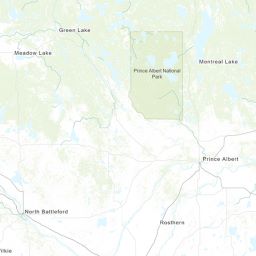 Green Lake
Meadow Lake
Montreal Lake
Prince Albert National
Park
Prince Albert
North Battleford
Rosthern